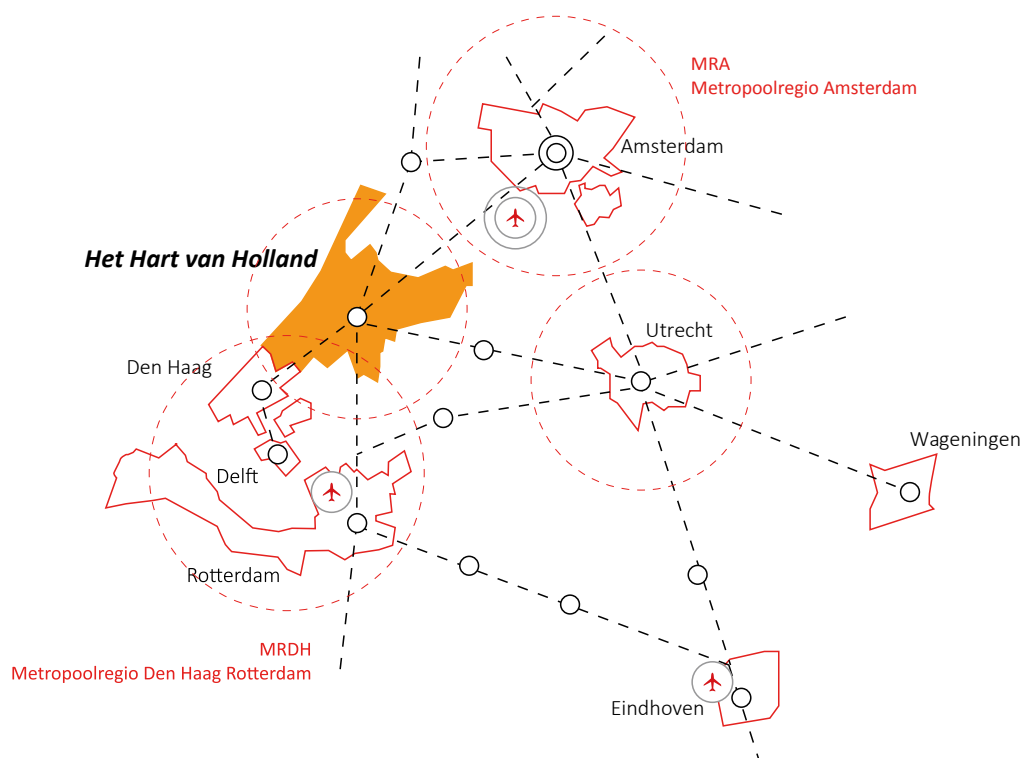 MRA
Metropoolregio Amsterdam
Amsterdam
Het Hart van Holland
Utrecht
Den Haag
Wageningen
Delft
Rotterdam
MRDH
Metropoolregio Den Haag Rotterdam
Eindhoven